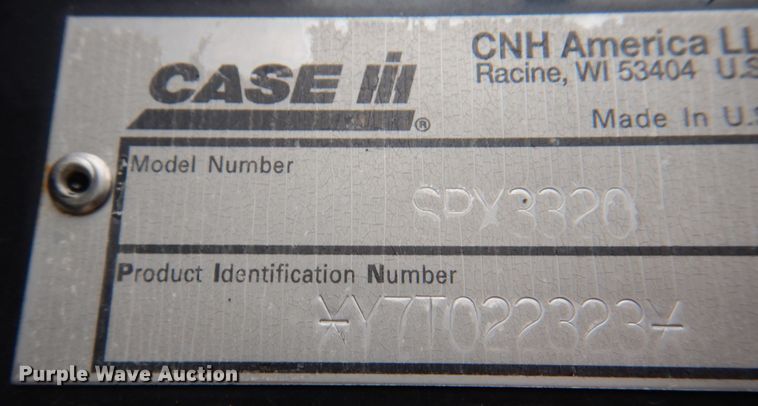 CASE III
®
CNH America LL
Racine, WI 53404 U.S
Made In U.S
Model Number
SPX3320
Product Identification Number
*Y7T022323*
Purple Wave Auction